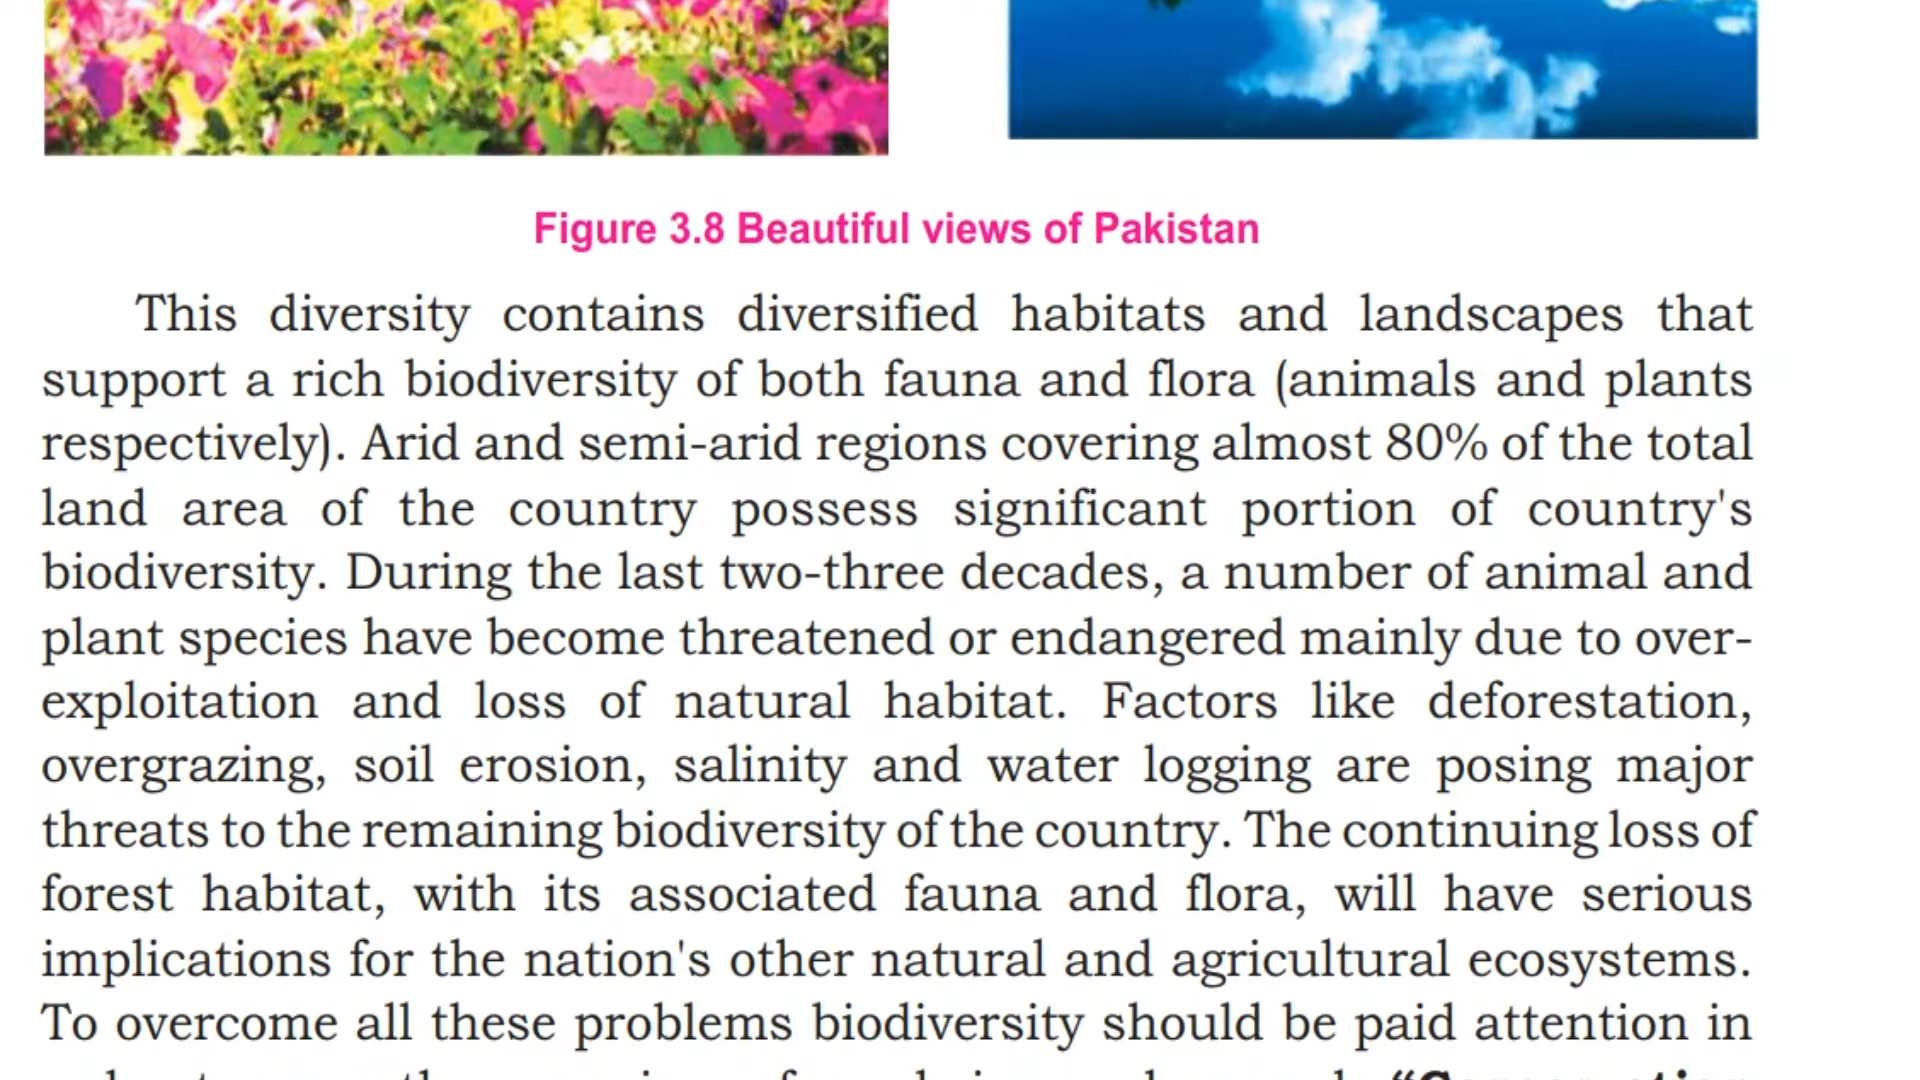 Figure 3.8 Beautiful views of Pakistan
This diversity contains diversified habitats and landscapes that
support a rich biodiversity of both fauna and flora (animals and plants
respectively). Arid and semi-arid regions covering almost 80% of the total
land area of the country possess significant portion of country's
biodiversity. During the last two-three decades, a number of animal and
plant species have become threatened or endangered mainly due to over-
exploitation and loss of natural habitat. Factors like deforestation,
overgrazing, soil erosion, salinity and water logging are posing major
threats to the remaining biodiversity of the country. The continuing loss of
forest habitat, with its associated fauna and flora, will have serious
implications for the nation's other natural and agricultural ecosystems.
To overcome all these problems biodiversity should be paid attention in